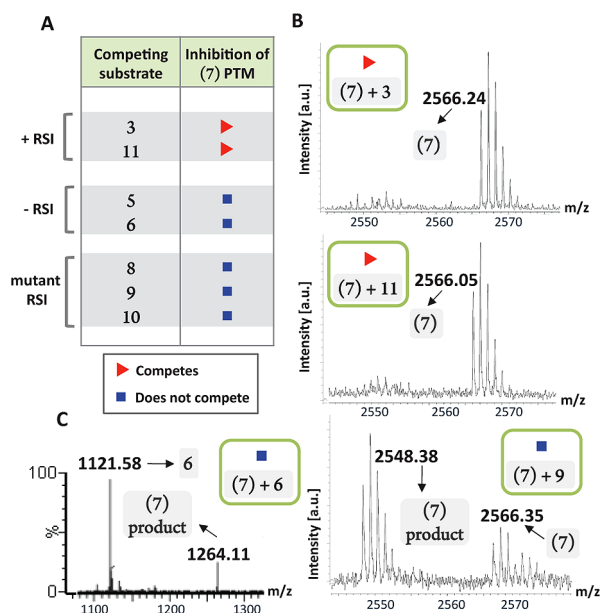 A
Competing substrate
Inhibition of (7) PTM
+ RSI
3
11
- RSI
5
6
mutant RSI
8
9
10
Competes
Does not compete
B
Intensity [a.u.]
(7) + 3
2566.24
(7)
2550
2560
2570
m/z
Intensity [a.u.]
(7) + 11
2566.05
(7)
2550
2560
2570
m/z
Intensity [a.u.]
2548.38
(7) product
(7) + 9
2566.35
(7)
2550
2560
2570
m/z
C
1121.58
6
(7) + 6
(7) product
1264.11
100
%
0
1100
1200
1300
m/z